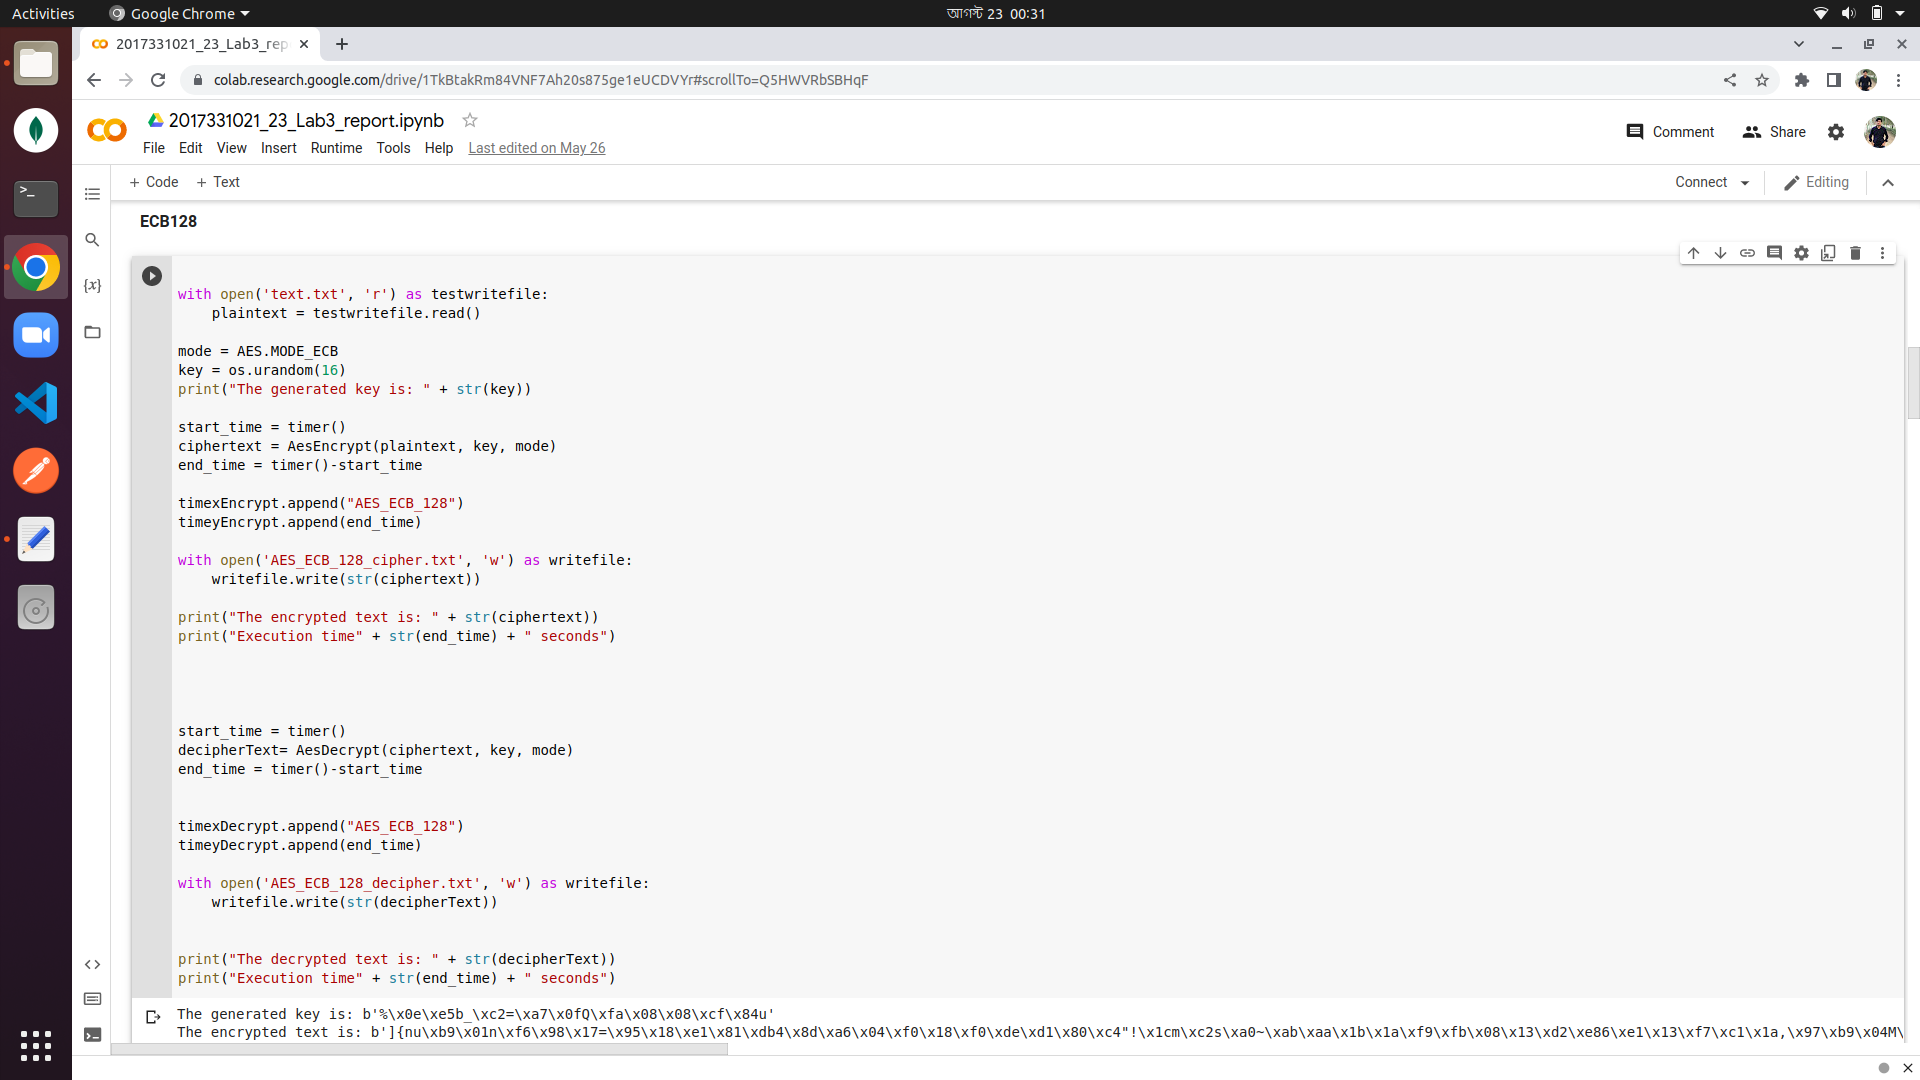 Activities
Google Chrome
আগস্ট 23 00:31
2017331021_23_Lab3_rep
colab.research.google.com/drive/1TkBtakRm84VNF7Ah20s875ge1eUCDVYr#scrollTo=Q5HWVRbSBHqF
2017331021_23_Lab3_report.ipynb
Comment
Share
File Edit View Insert Runtime Tools Help Last edited on May 26
+ Code + Text
Connect
Editing
ECB128
with open('text.txt', 'r') as testwritefile:
    plaintext = testwritefile.read()
mode = AES.MODE_ECB
key = os.urandom(16)
print("The generated key is: " + str(key))
start_time = timer()
ciphertext = AesEncrypt(plaintext, key, mode)
end_time = timer()-start_time
timexEncrypt.append("AES_ECB_128")
timeyEncrypt.append(end_time)
with open('AES_ECB_128_cipher.txt', 'w') as writefile:
    writefile.write(str(ciphertext))
print("The encrypted text is: " + str(ciphertext))
print("Execution time" + str(end_time) + " seconds")
start_time = timer()
decipherText= AesDecrypt(ciphertext, key, mode)
end_time = timer()-start_time
timexDecrypt.append("AES_ECB_128")
timeyDecrypt.append(end_time)
with open('AES_ECB_128_decipher.txt', 'w') as writefile:
    writefile.write(str(decipherText))
print("The decrypted text is: " + str(decipherText))
print("Execution time" + str(end_time) + " seconds")
The generated key is: b'%\x0e\xe5b_\xc2=\xa7\x0fQ\xfa\x08\x08\xcf\x84u'
The encrypted text is: b']{nu\xb9\x01n\xf6\x98\x17=\x95\x18\xe1\x81\xdb4\x8d\xa6\x04\xf0\x18\xf0\xde\xd1\x80\xc4"!\x1cm\xc2s\xa0~\xab\xaa\x1b\x1a\xf9\xfb\x08\x13\xd2\xe86\xe1\x13\xf7\xc1\x1a,\x97\xb9\x04M\